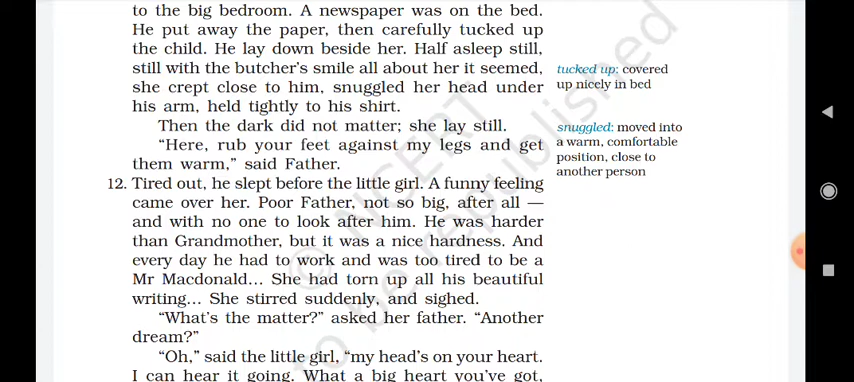 to the big bedroom. A newspaper was on the bed.
He put away the paper, then carefully tucked up
the child. He lay down beside her. Half asleep still,
still with the butcher's smile all about her it seemed,
she crept close to him, snuggled her head under
his arm, held tightly to his shirt.
Then the dark did not matter; she lay still.
“Here, rub your feet against my legs and get
them warm,” said Father.
12. Tired out, he slept before the little girl. A funny feeling
came over her. Poor Father, not so big, after all —
and with no one to look after him. He was harder
than Grandmother, but it was a nice hardness. And
every day he had to work and was too tired to be a
Mr Macdonald... She had torn up all his beautiful
writing... She stirred suddenly, and sighed.
“What's the matter?” asked her father. “Another
dream?”
“Oh,” said the little girl, “my head's on your heart.
I can hear it going. What a big heart you've got,
tucked up: covered
up nicely in bed
snuggled: moved into
a warm, comfortable
position, close to
another person
© NCERT
to be republished